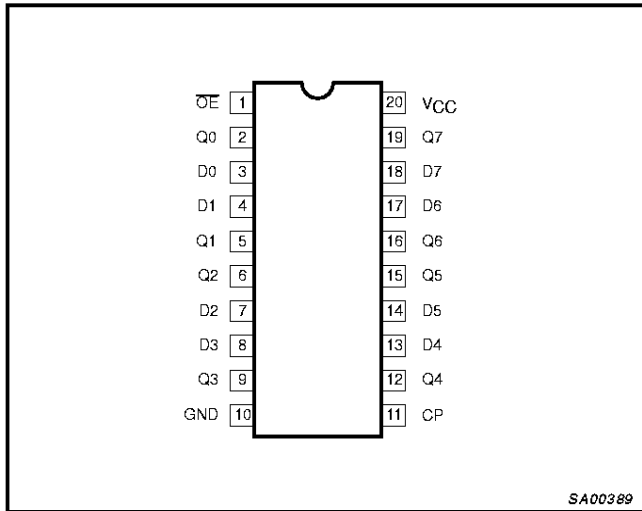 OE 1 20 VCC
Q0 2 19 Q7
D0 3 18 D7
D1 4 17 D6
Q1 5 16 Q6
Q2 6 15 Q5
D2 7 14 D5
D3 8 13 D4
Q3 9 12 Q4
GND 10 11 CP
SA00389